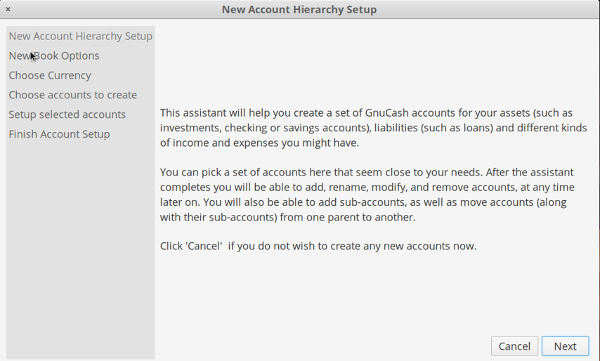 New Account Hierarchy Setup
New Account Hierarchy Setup
New Book Options
Choose Currency
Choose accounts to create
Setup selected accounts
Finish Account Setup
This assistant will help you create a set of GnuCash accounts for your assets (such as
investments, checking or savings accounts), liabilities (such as loans) and different kinds
of income and expenses you might have.
You can pick a set of accounts here that seem close to your needs. After the assistant
completes you will be able to add, rename, modify, and remove accounts, at any time
later on. You will also be able to add sub-accounts, as well as move accounts (along
with their sub-accounts) from one parent to another.
Click 'Cancel'  if you do not wish to create any new accounts now.
Cancel Next